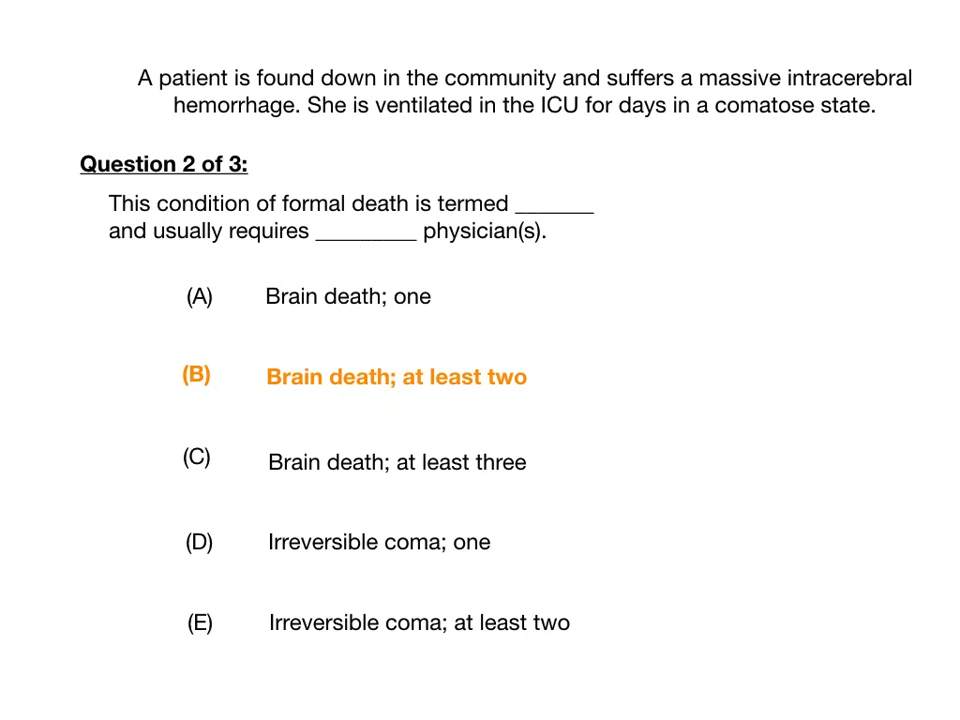 A patient is found down in the community and suffers a massive intracerebral
hemorrhage. She is ventilated in the ICU for days in a comatose state.
Question 2 of 3:
This condition of formal death is termed _______
and usually requires _________ physician(s).
(A) Brain death; one
(B) Brain death; at least two
(C) Brain death; at least three
(D) Irreversible coma; one
(E) Irreversible coma; at least two